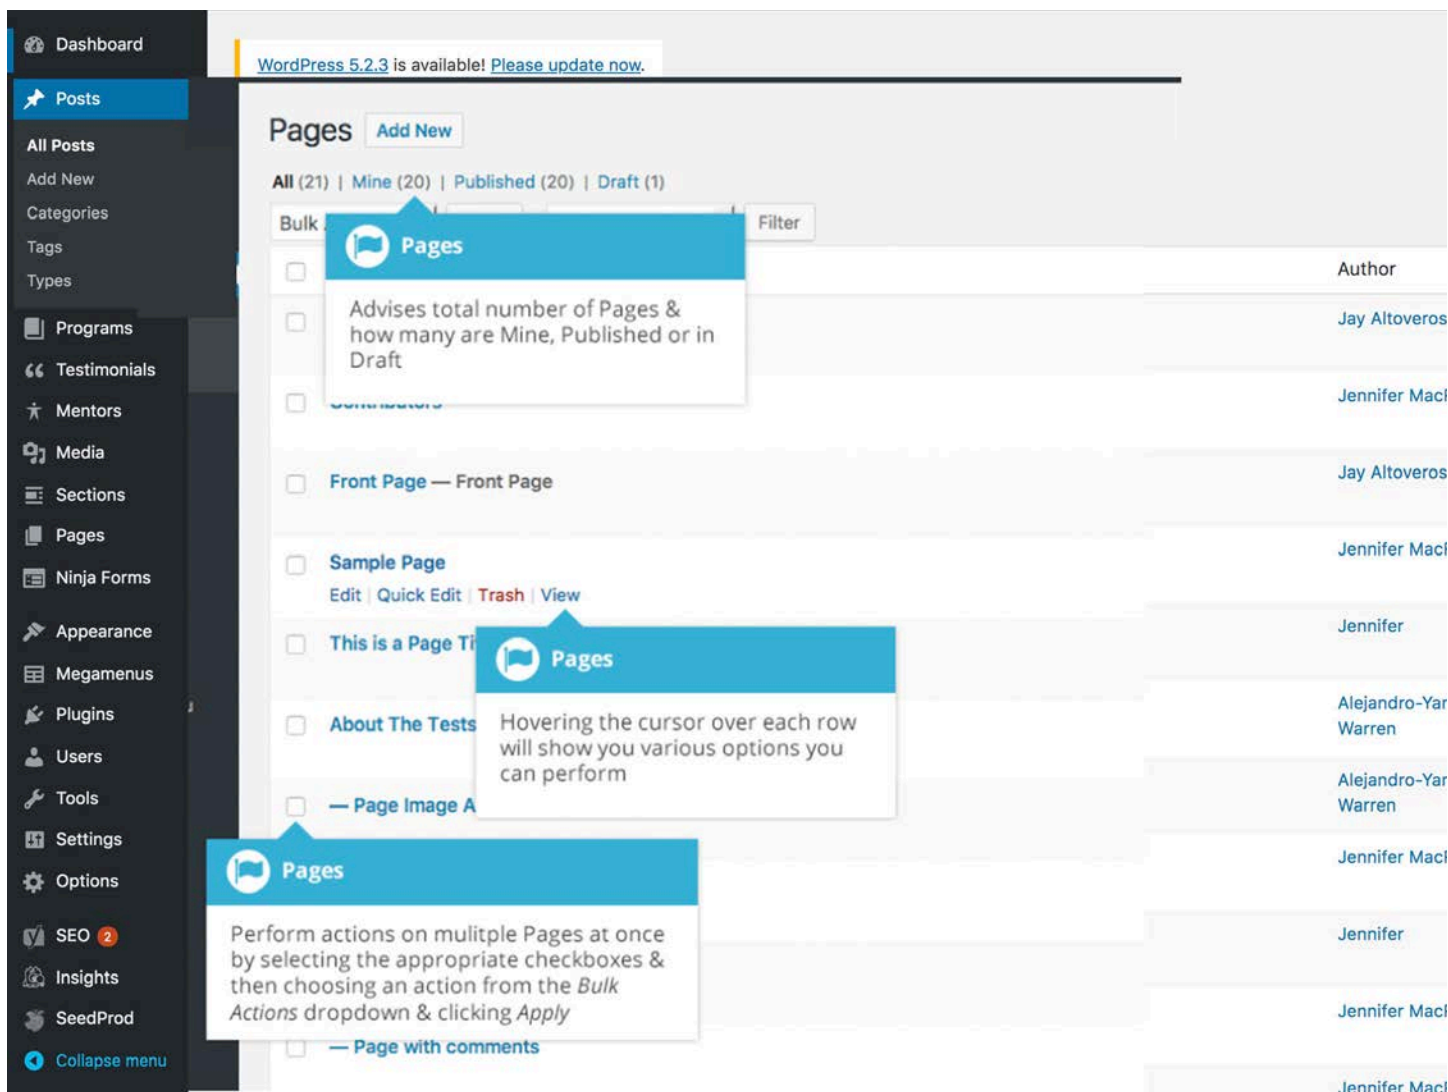 Dashboard
WordPress 5.2.3 is available! Please update now.
Posts
All Posts
Add New
Categories
Tags
Types
Programs
Testimonials
Mentors
Media
Sections
Pages
Ninja Forms
Appearance
Megamenus
Plugins
Users
Tools
Settings
Options
SEO 2
Insights
SeedProd
Collapse menu
Pages Add New
All (21) | Mine (20) | Published (20) | Draft (1)
Bulk
Filter
Pages
Advises total number of Pages &
how many are Mine, Published or in
Draft
Author
Jay Altoveros
Contributors
Jennifer Mac
Front Page — Front Page
Jay Altoveros
Sample Page
Edit | Quick Edit | Trash | View
Jennifer Mac
This is a Page
Jennifer
Pages
Hovering the cursor over each row
will show you various options you
can perform
About The Tests
Alejandro-Yar
Warren
— Page Image A
Alejandro-Yar
Warren
Pages
Perform actions on mulitple Pages at once
by selecting the appropriate checkboxes &
then choosing an action from the Bulk
Actions dropdown & clicking Apply
Jennifer Mac
Jennifer
Jennifer Mac
— Page with comments
Jennifer Mac